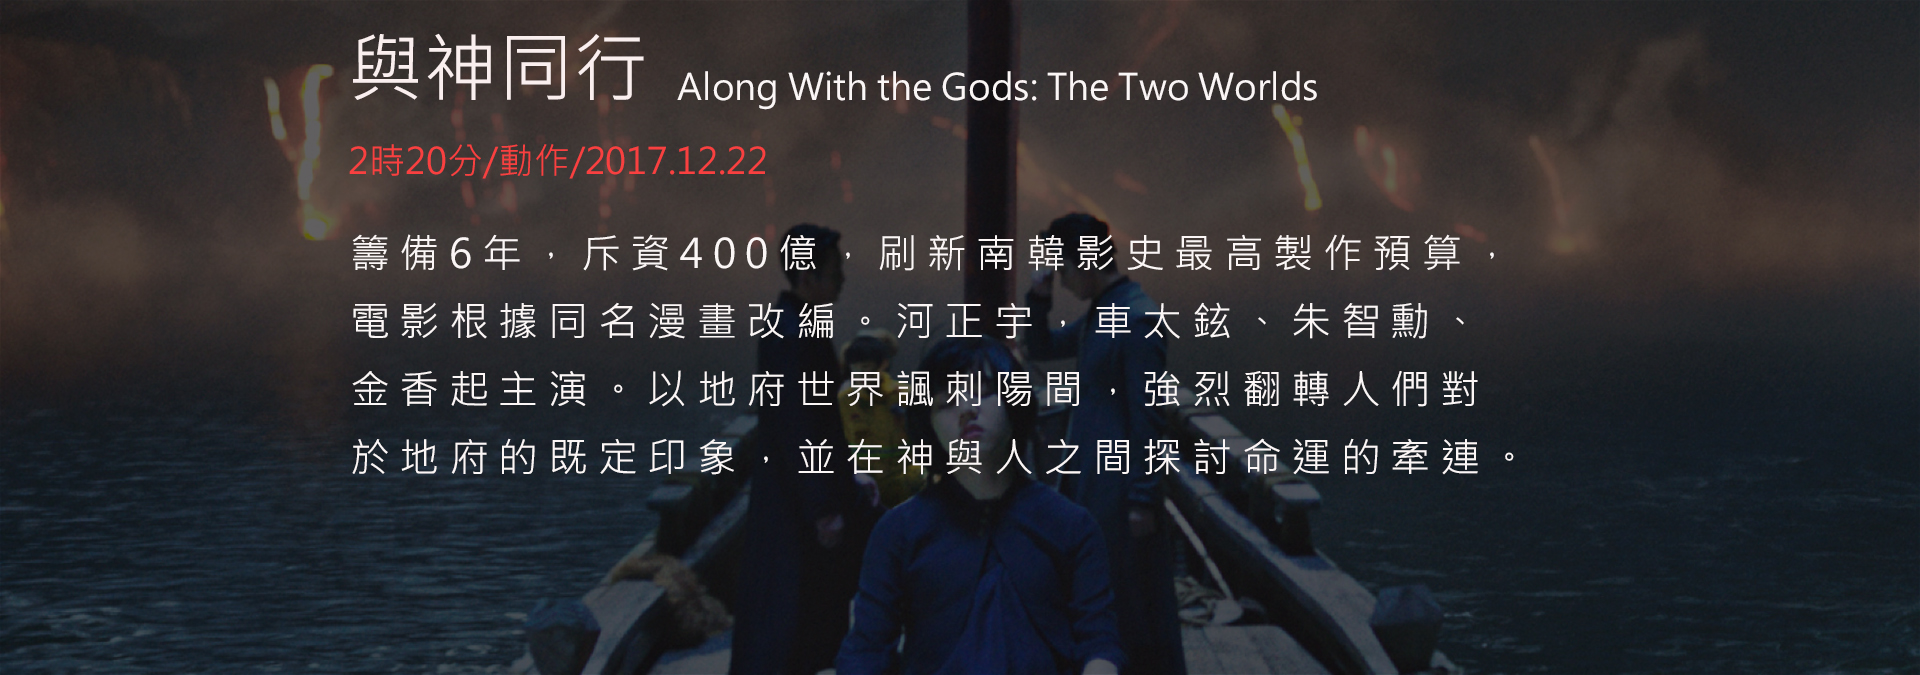 與神同行 Along With the Gods: The Two Worlds
2時20分/動作/2017.12.22
籌備6年，斥資400億，刷新南韓影史最高製作預算，
電影根據同名漫畫改編。河正宇，車太鉉、朱智勳、
金香起主演。以地府世界諷刺陽間，強烈翻轉人們對
於地府的既定印象，並在神與人之間探討命運的牽連。